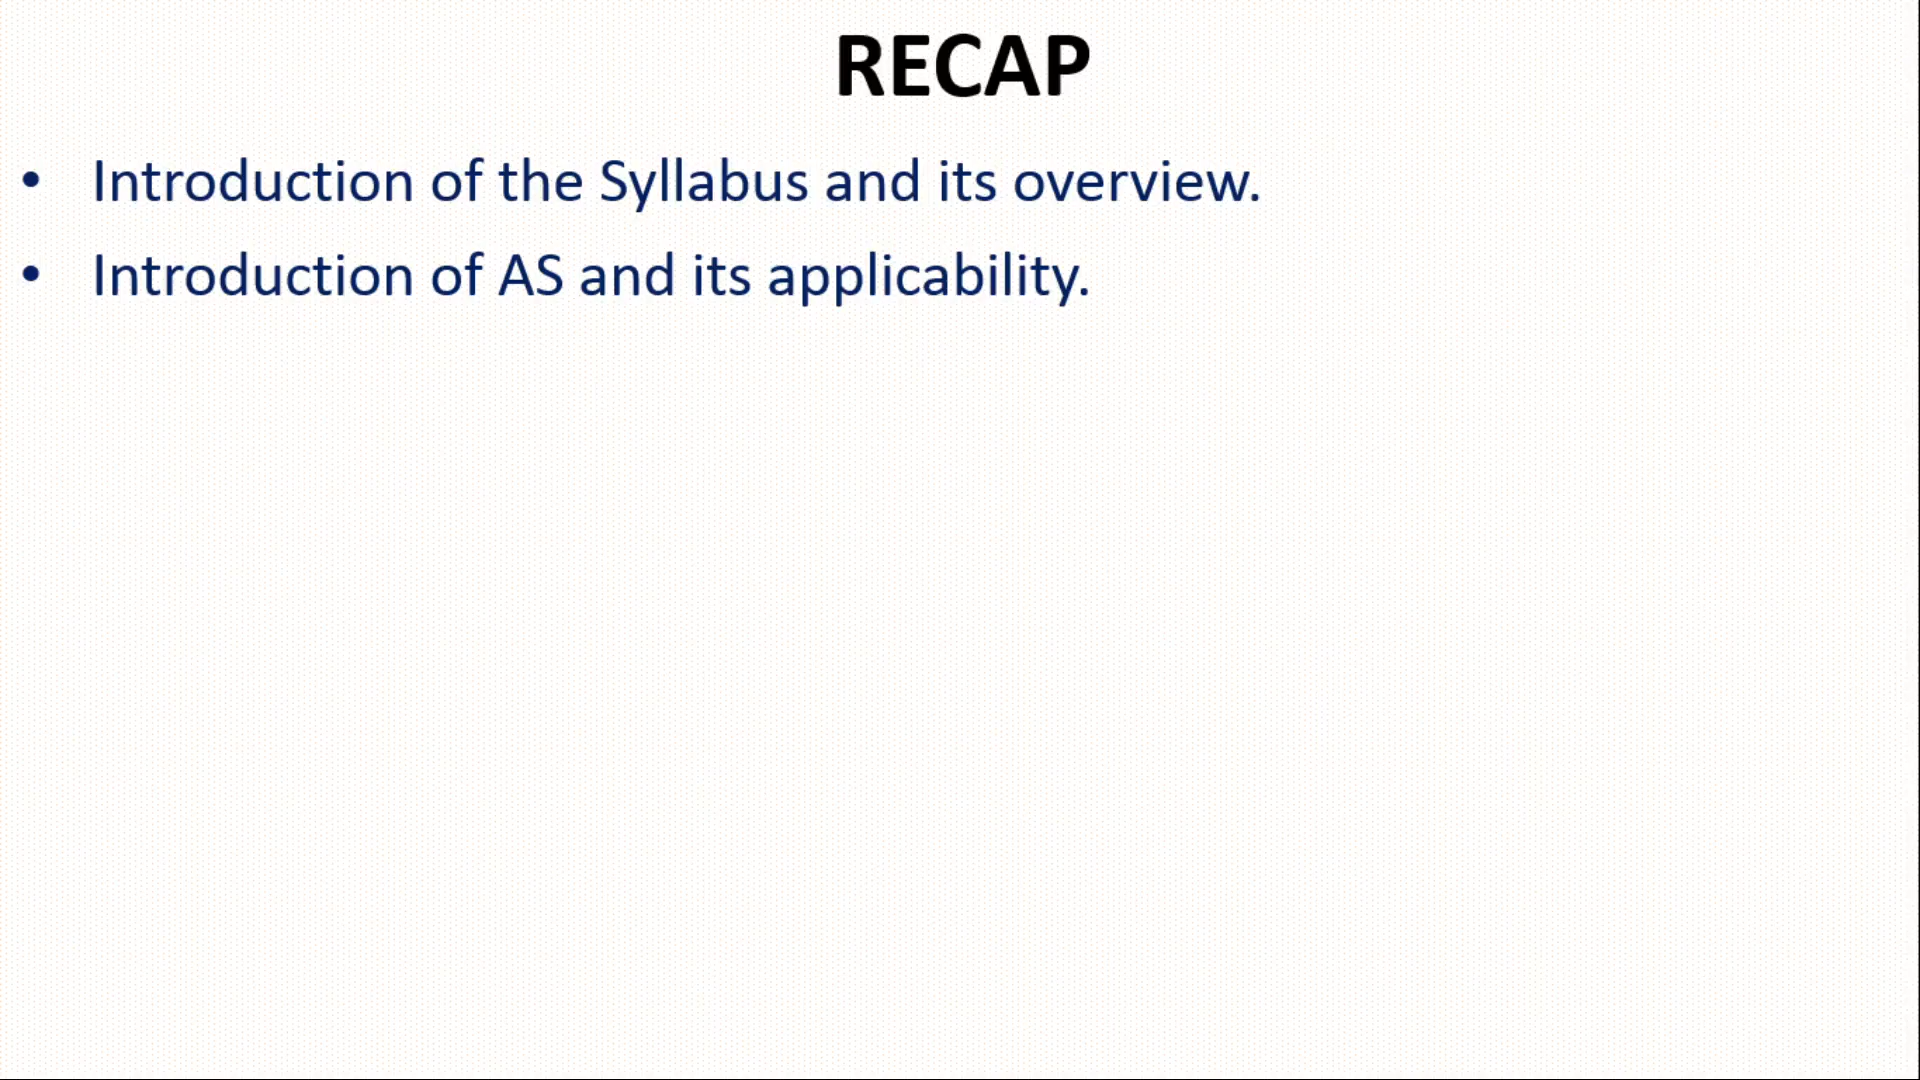 RECAP
• Introduction of the Syllabus and its overview.
• Introduction of AS and its applicability.